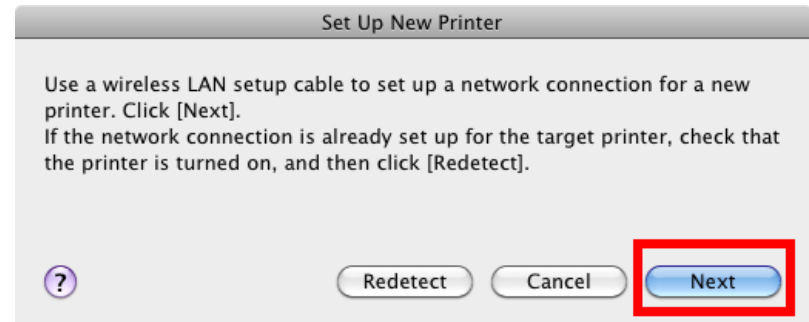 Set Up New Printer
Use a wireless LAN setup cable to set up a network connection for a new
printer. Click [Next].
If the network connection is already set up for the target printer, check that
the printer is turned on, and then click [Redetect].
? Redetect Cancel Next